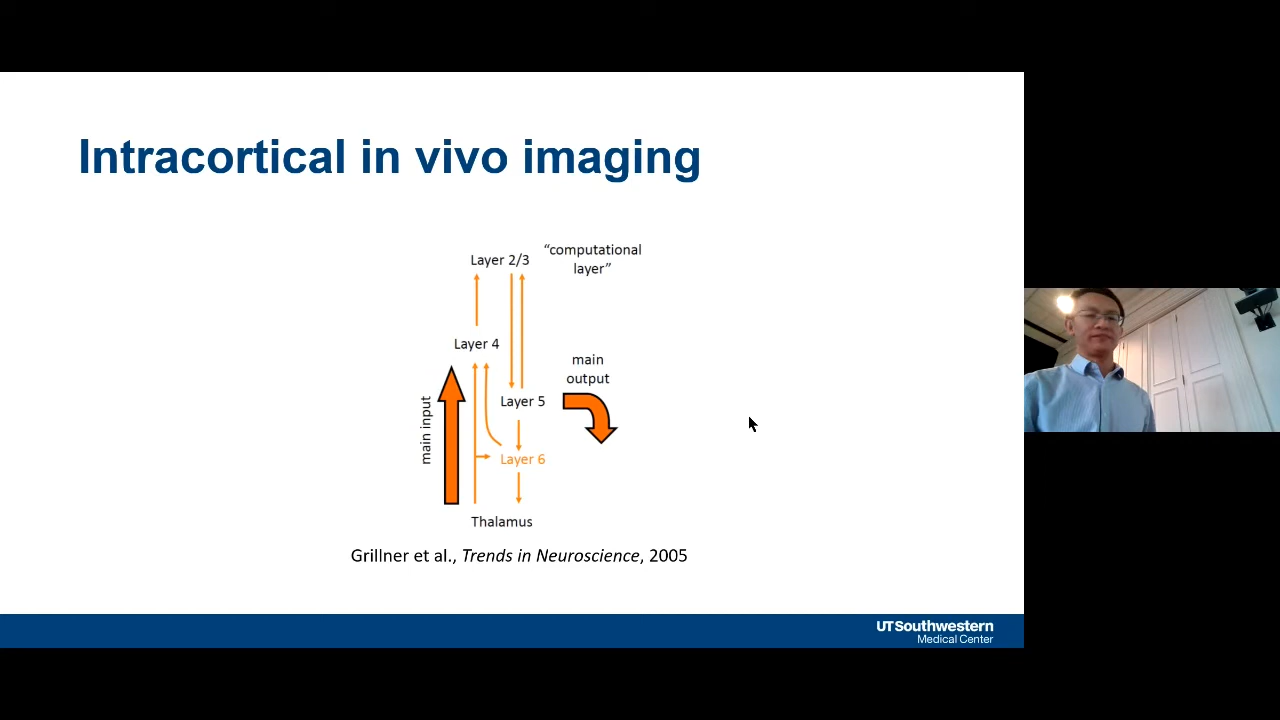 Intracortical in vivo imaging
Layer 2/3
“computational
layer”
Layer 4
main
output
main input
Layer 5
Layer 6
Thalamus
Grillner et al., Trends in Neuroscience, 2005
UTSouthwestern
Medical Center